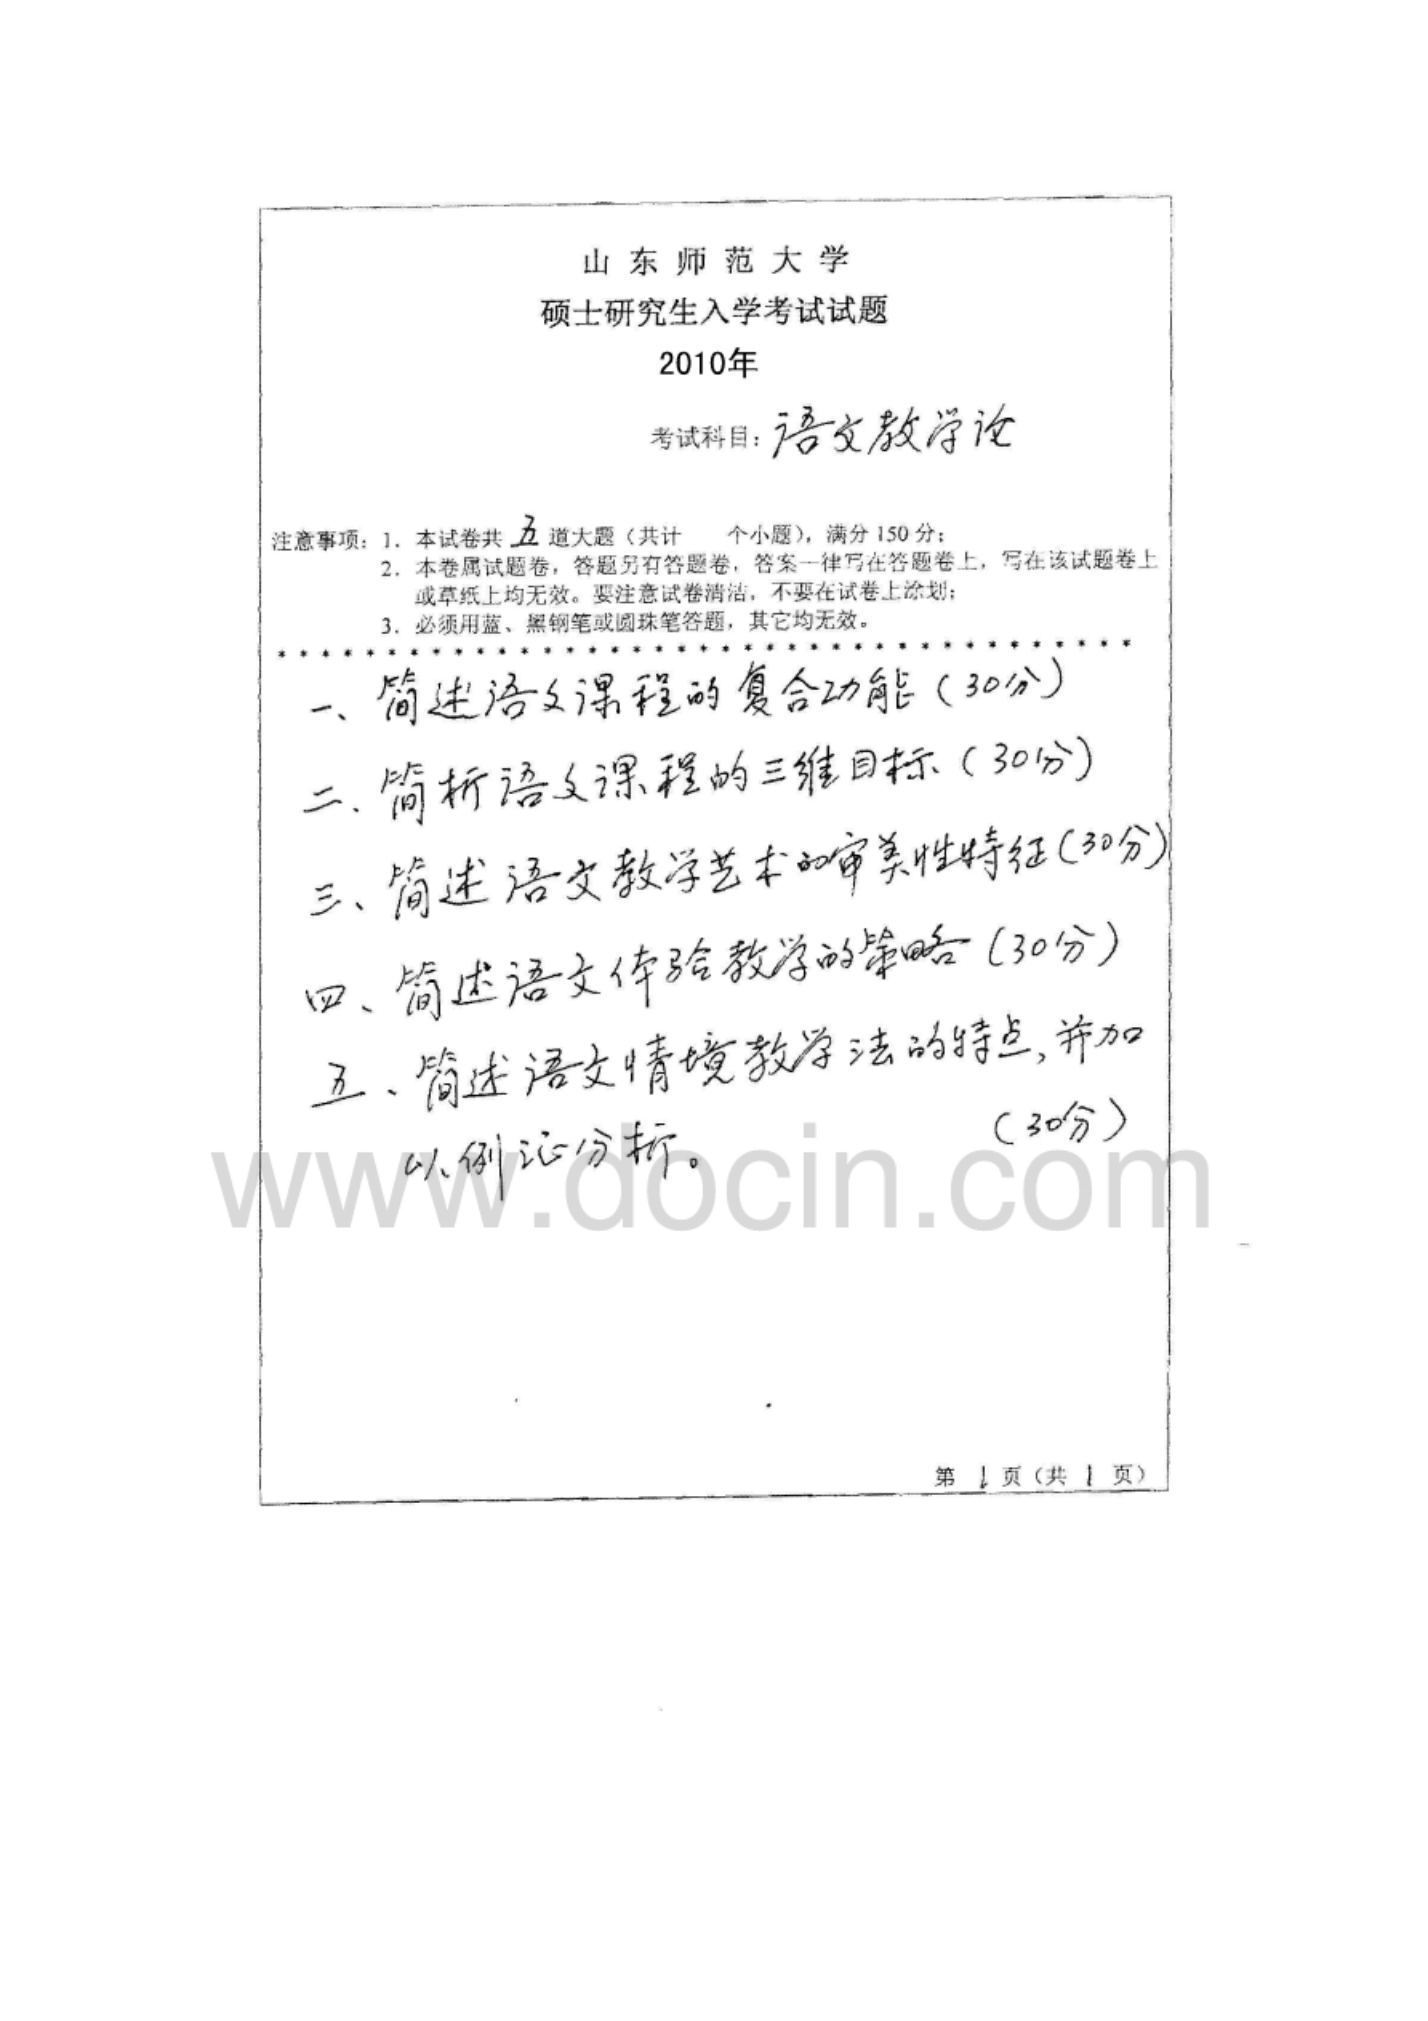 山东师范大学
硕士研究生入学考试试题
2010年
考试科目：语文教学论
注意事项：1．本试卷共 五 道大题（共计　　个小题），满分150分；
2．本卷属试题卷，答题另有答题卷，答案一律写在答题卷上，写在该试题卷上
或草纸上均无效。要注意试卷清洁，不要在试卷上涂划；
3．必须用蓝、黑钢笔或圆珠笔答题，其它均无效。
* * * * * * * * * * * * * * * * * * * * * * * * * * * * * * * * * * * * * * *
一、简述语文课程的复合功能（30分）
二、简析语文课程的三维目标（30分）
三、简述语文教学艺术的审美性特征（30分）
四、简述语文体验教学的策略（30分）
五、简述语文情境教学法的特点，并加
以例证分析。（30分）
www.docin.com
第 1 页（共 1 页）